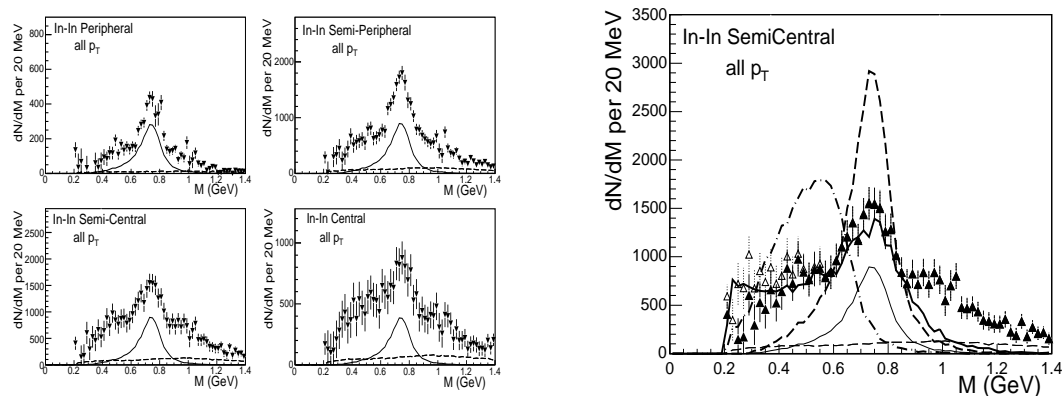 In-In Peripheral
all pT
dN/dM per 20 MeV
800
600
400
200
0
0 0.2 0.4 0.6 0.8 1 1.2 1.4
M (GeV)
In-In Semi-Peripheral
all pT
dN/dM per 20 MeV
2000
1000
0
0 0.2 0.4 0.6 0.8 1 1.2 1.4
M (GeV)
In-In Semi-Central
all pT
dN/dM per 20 MeV
2500
2000
1500
1000
500
0
0 0.2 0.4 0.6 0.8 1 1.2 1.4
M (GeV)
In-In Central
all pT
dN/dM per 20 MeV
1000
500
0
0 0.2 0.4 0.6 0.8 1 1.2 1.4
M (GeV)
In-In SemiCentral
all pT
dN/dM per 20 MeV
3500
3000
2500
2000
1500
1000
500
0
0 0.2 0.4 0.6 0.8 1 1.2 1.4
M (GeV)